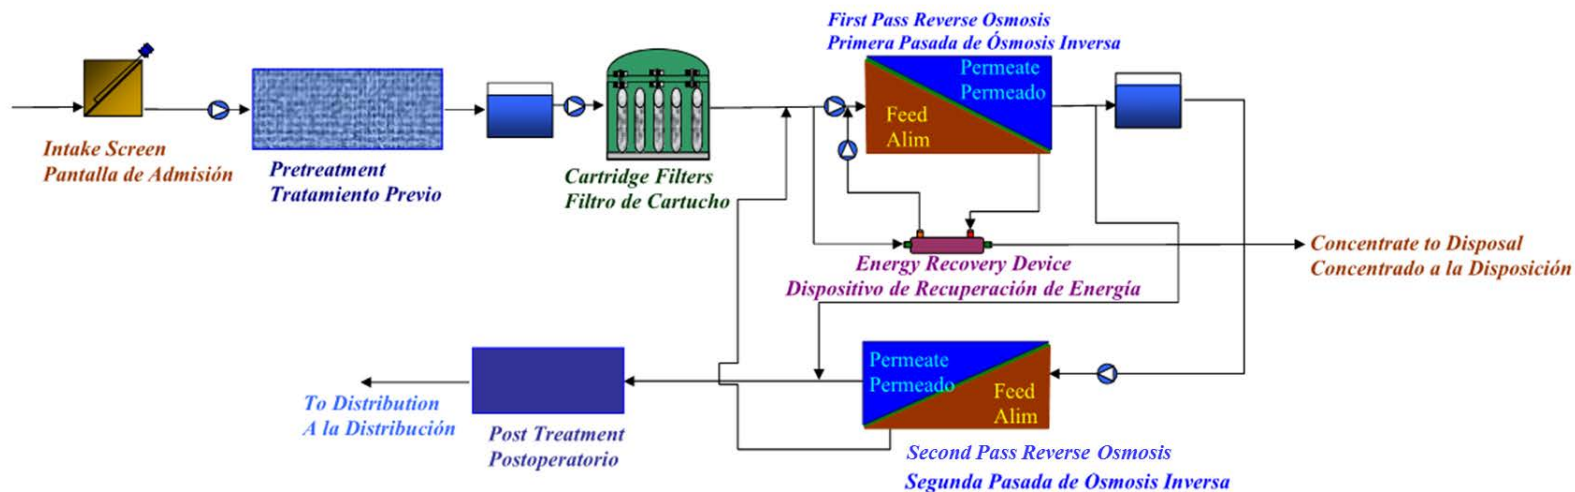 First Pass Reverse Osmosis
Primera Pasada de Ósmosis Inversa
Intake Screen
Pantalla de Admisión
Pretreatment
Tratamiento Previo
Cartridge Filters
Filtro de Cartucho
Permeate
Permeado
Feed
Alim
Energy Recovery Device
Dispositivo de Recuperación de Energía
Concentrate to Disposal
Concentrado a la Disposición
To Distribution
A la Distribución
Post Treatment
Postoperatorio
Permeate
Permeado
Feed
Alim
Second Pass Reverse Osmosis
Segunda Pasada de Osmosis Inversa